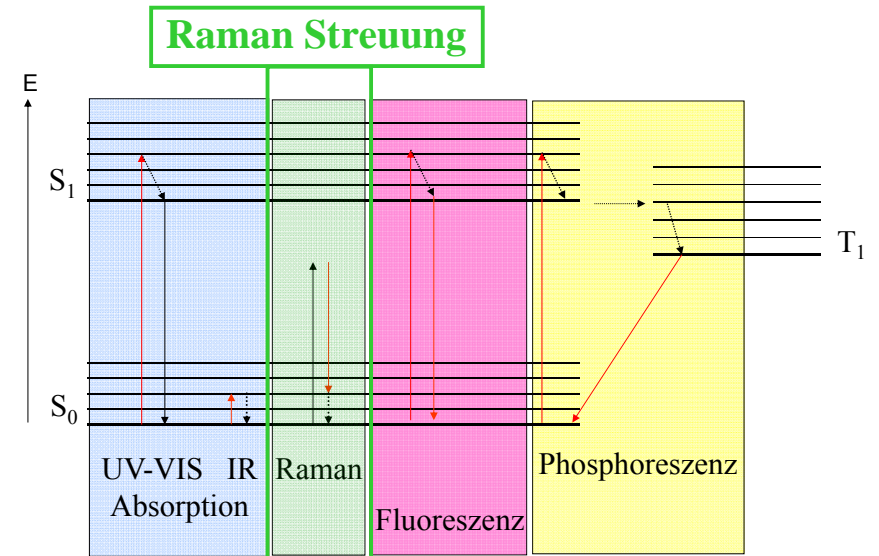 Raman Streuung
E
S₁
T₁
S₀
UV-VIS IR Raman
Absorption
Fluoreszenz
Phosphoreszenz